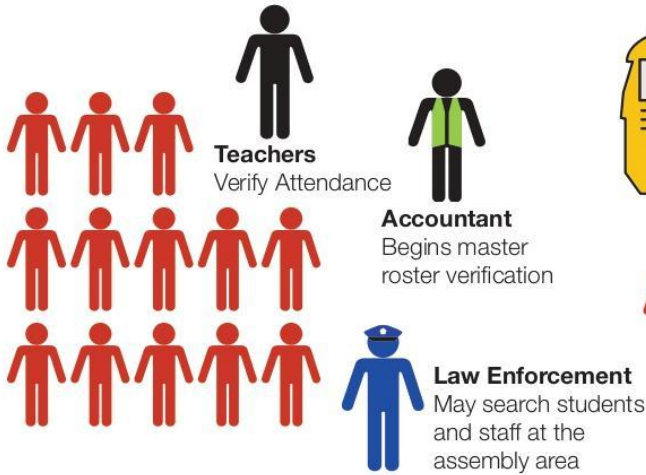 Teachers
Verify Attendance
Accountant
Begins master
roster verification
Law Enforcement
May search students
and staff at the
assembly area